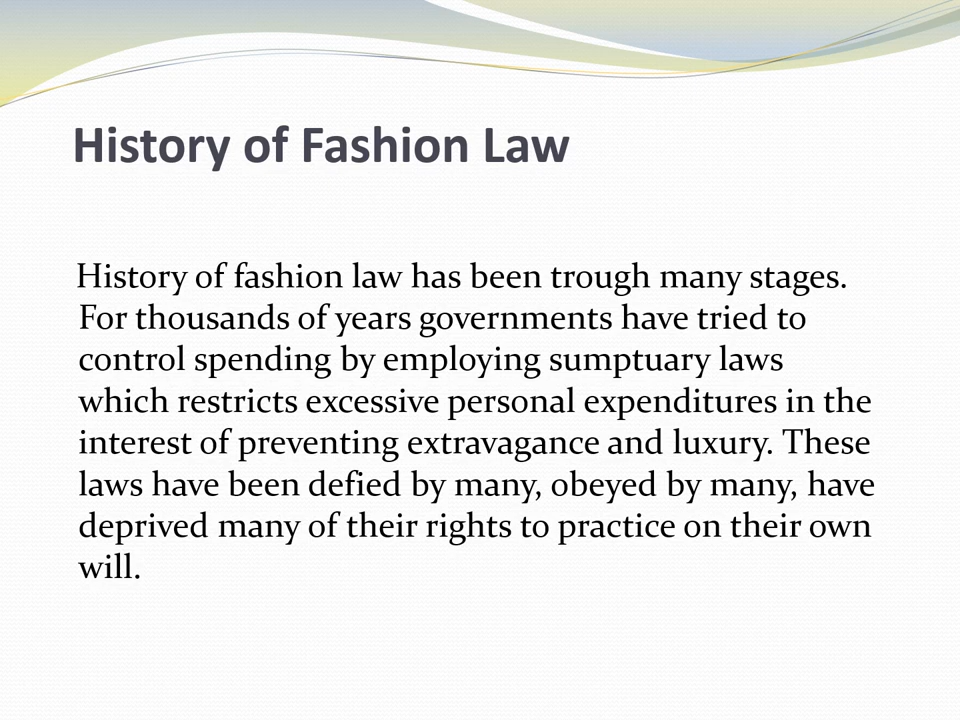 History of Fashion Law
History of fashion law has been trough many stages.
For thousands of years governments have tried to
control spending by employing sumptuary laws
which restricts excessive personal expenditures in the
interest of preventing extravagance and luxury. These
laws have been defied by many, obeyed by many, have
deprived many of their rights to practice on their own
will.